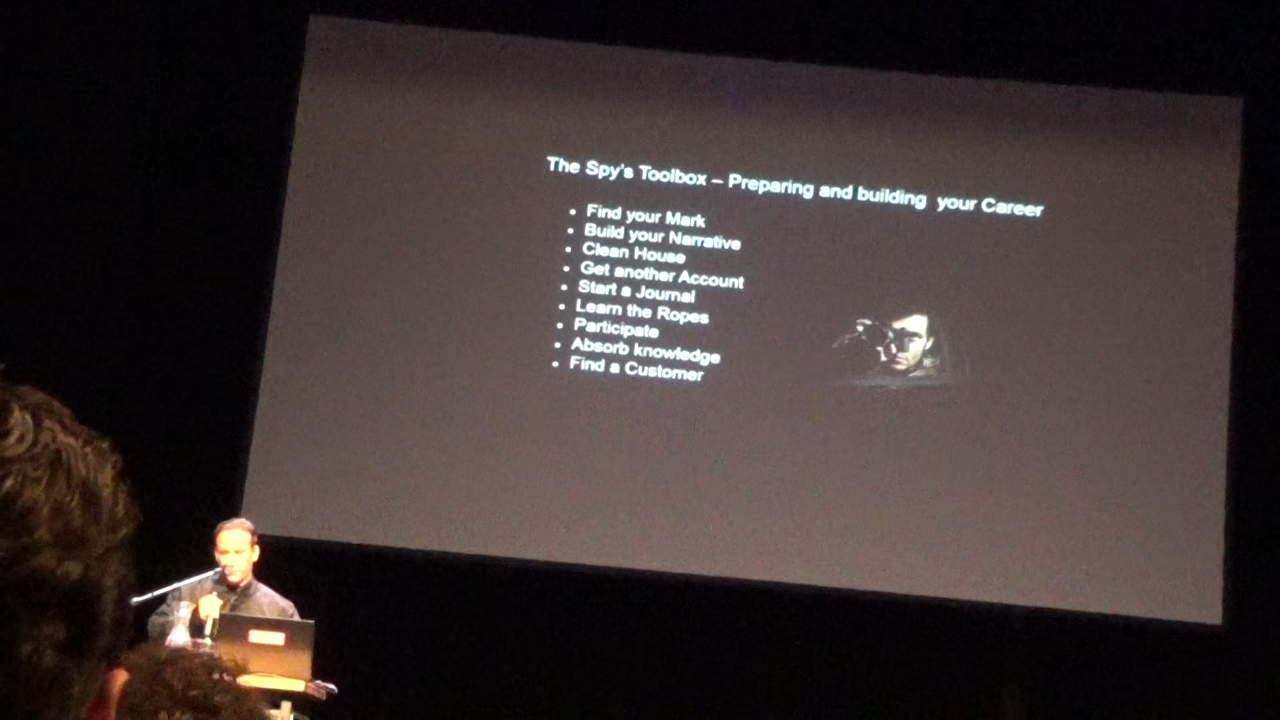 The Spy's Toolbox – Preparing and building your Career
• Find your Mark
• Build your Narrative
• Clean House
• Get another Account
• Start a Journal
• Learn the Ropes
• Participate
• Absorb knowledge
• Find a Customer